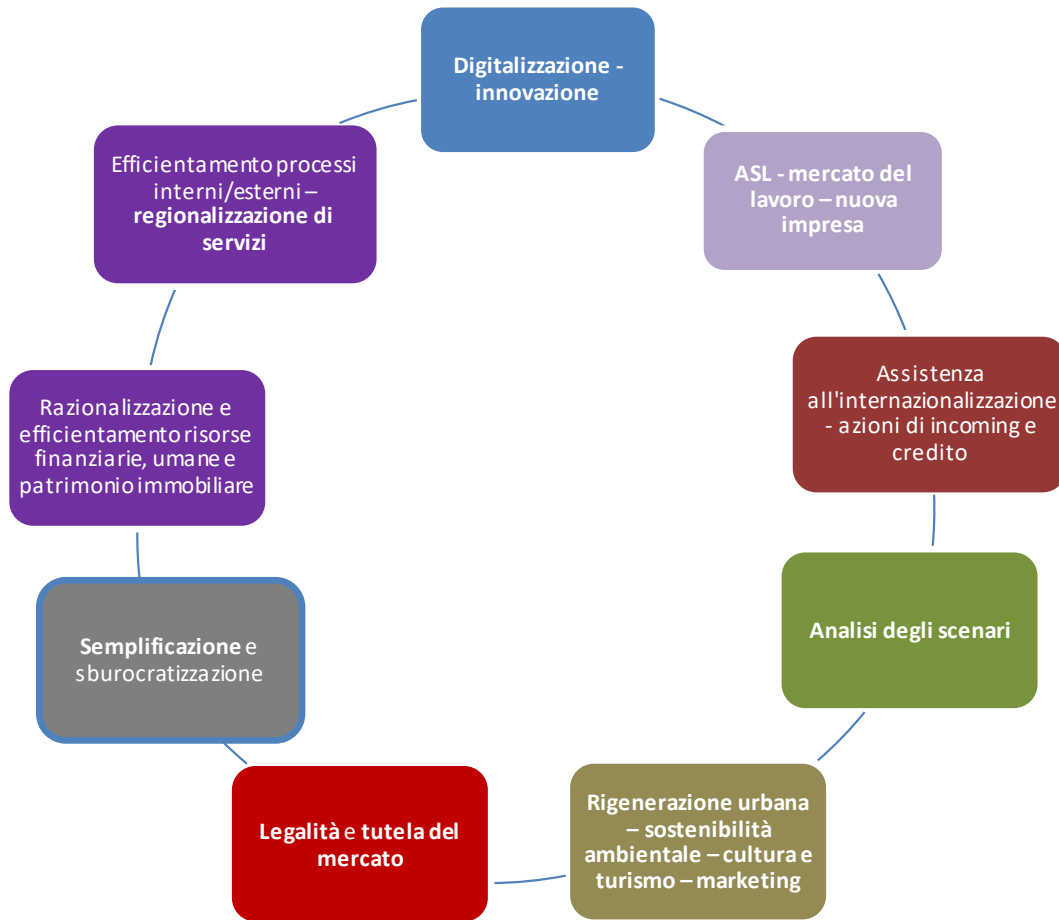 Digitalizzazione -
innovazione
ASL - mercato del
lavoro – nuova
impresa
Assistenza
all'internazionalizzazione
- azioni di incoming e
credito
Analisi degli scenari
Rigenerazione urbana
– sostenibilità
ambientale – cultura e
turismo – marketing
Legalità e tutela del
mercato
Semplificazione e
sburocratizzazione
Razionalizzazione e
efficientamento risorse
finanziarie, umane e
patrimonio immobiliare
Efficientamento processi
interni/esterni –
regionalizzazione di
servizi